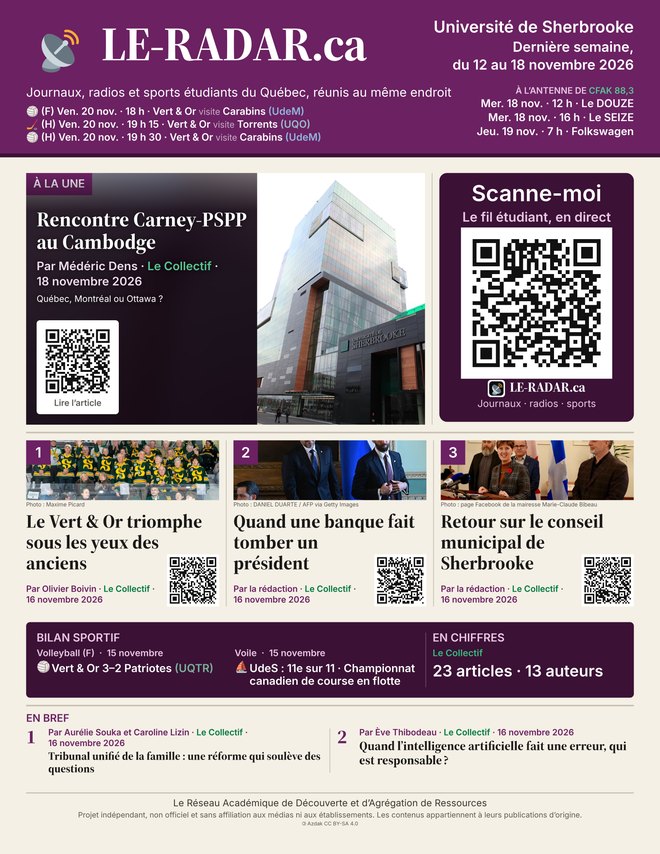 LE-RADAR.ca
Journaux, radios et sports étudiants du Québec, réunis au même endroit
(F) Ven. 20 nov. · 18 h · Vert & Or visite Carabins (UdeM)
(H) Ven. 20 nov. · 19 h 15 · Vert & Or visite Torrents (UQO)
(H) Ven. 20 nov. · 19 h 30 · Vert & Or visite Carabins (UdeM)
Université de Sherbrooke
Dernière semaine,
du 12 au 18 novembre 2026
À L'ANTENNE DE CFAK 88,3
Mer. 18 nov. · 12 h · Le DOUZE
Mer. 18 nov. · 16 h · Le SEIZE
Jeu. 19 nov. · 7 h · Folkswagen
À LA UNE
Rencontre Carney-PSPP
au Cambodge
Par Médéric Dens · Le Collectif ·
18 novembre 2026
Québec, Montréal ou Ottawa ?
Lire l'article
SHERBROOKE
Scanne-moi
Le fil étudiant, en direct
LE-RADAR.ca
Journaux · radios · sports
1
Photo : Maxime Picard
Le Vert & Or triomphe
sous les yeux des
anciens
Par Olivier Boivin · Le Collectif ·
16 novembre 2026
2
Photo : DANIEL DUARTE / AFP via Getty Images
Quand une banque fait
tomber un
président
Par la rédaction · Le Collectif ·
16 novembre 2026
3
Photo : page Facebook de la mairesse Marie-Claude Bibeau
Retour sur le conseil
municipal de
Sherbrooke
Par la rédaction · Le Collectif ·
16 novembre 2026
BILAN SPORTIF
Volleyball (F) · 15 novembre
Vert & Or 3–2 Patriotes (UQTR)
Voile · 15 novembre
UdeS : 11e sur 11 · Championnat
canadien de course en flotte
EN CHIFFRES
Le Collectif
23 articles · 13 auteurs
EN BREF
1
Par Aurélie Souka et Caroline Lizin · Le Collectif ·
16 novembre 2026
Tribunal unifié de la famille : une réforme qui soulève des
questions
2
Par Ève Thibodeau · Le Collectif · 16 novembre 2026
Quand l'intelligence artificielle fait une erreur, qui
est responsable ?
Le Réseau Académique de Découverte et d'Agrégation de Ressources
Projet indépendant, non officiel et sans affiliation aux médias ni aux établissements. Les contenus appartiennent à leurs publications d'origine.
Azdak CC BY-SA 4.0